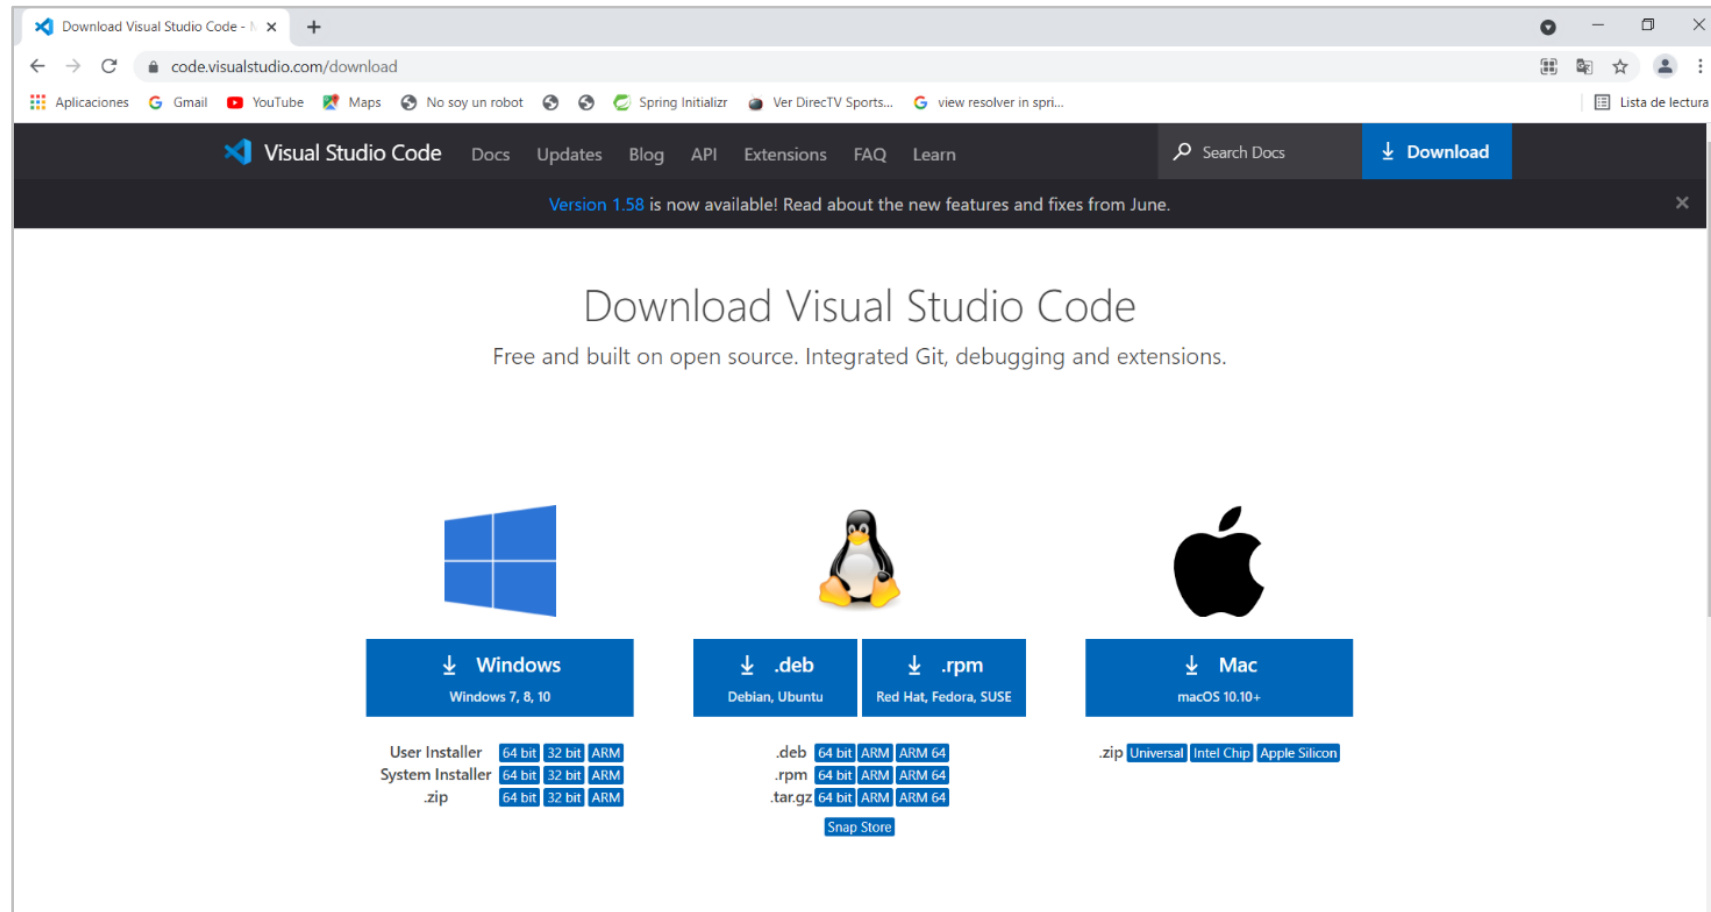 Download Visual Studio Code -
code.visualstudio.com/download
Aplicaciones Gmail YouTube Maps No soy un robot Spring Initializr Ver DirecTV Sports... view resolver in spri... Lista de lectura
Visual Studio Code Docs Updates Blog API Extensions FAQ Learn Search Docs Download
Version 1.58 is now available! Read about the new features and fixes from June.
Download Visual Studio Code
Free and built on open source. Integrated Git, debugging and extensions.
Windows .deb .rpm Mac
Windows 7, 8, 10 Debian, Ubuntu Red Hat, Fedora, SUSE macOS 10.10+
User Installer 64 bit 32 bit ARM .deb 64 bit ARM ARM 64 .zip Universal Intel Chip Apple Silicon
System Installer 64 bit 32 bit ARM .rpm 64 bit ARM ARM 64
.zip 64 bit 32 bit ARM .tar.gz 64 bit ARM ARM 64
Snap Store